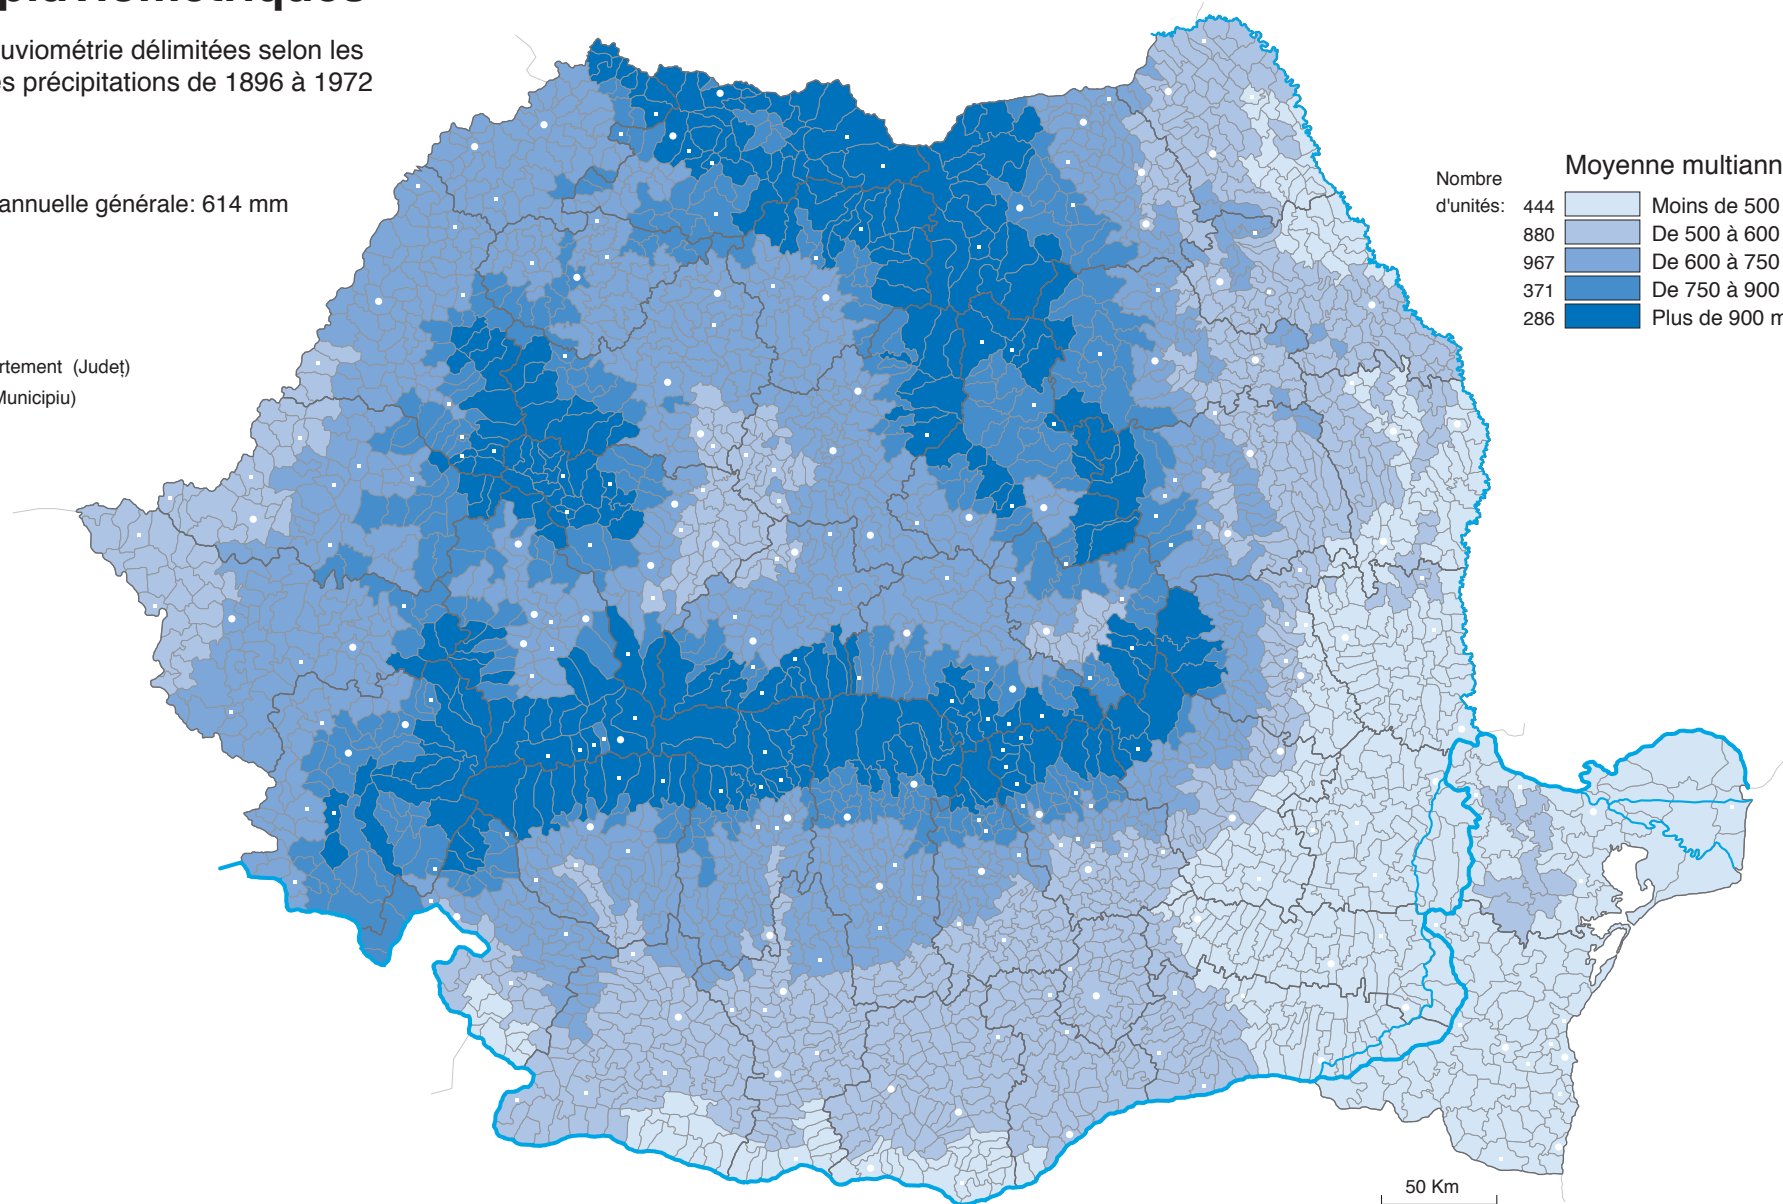 pluviométriques
uviométrie délimitées selon les
es précipitations de 1896 à 1972
annuelle générale: 614 mm
rtement (Județ)
Municipiu)
Nombre
d'unités:
Moyenne multiann
444 Moins de 500
880 De 500 à 600
967 De 600 à 750
371 De 750 à 900
286 Plus de 900 m
50 Km